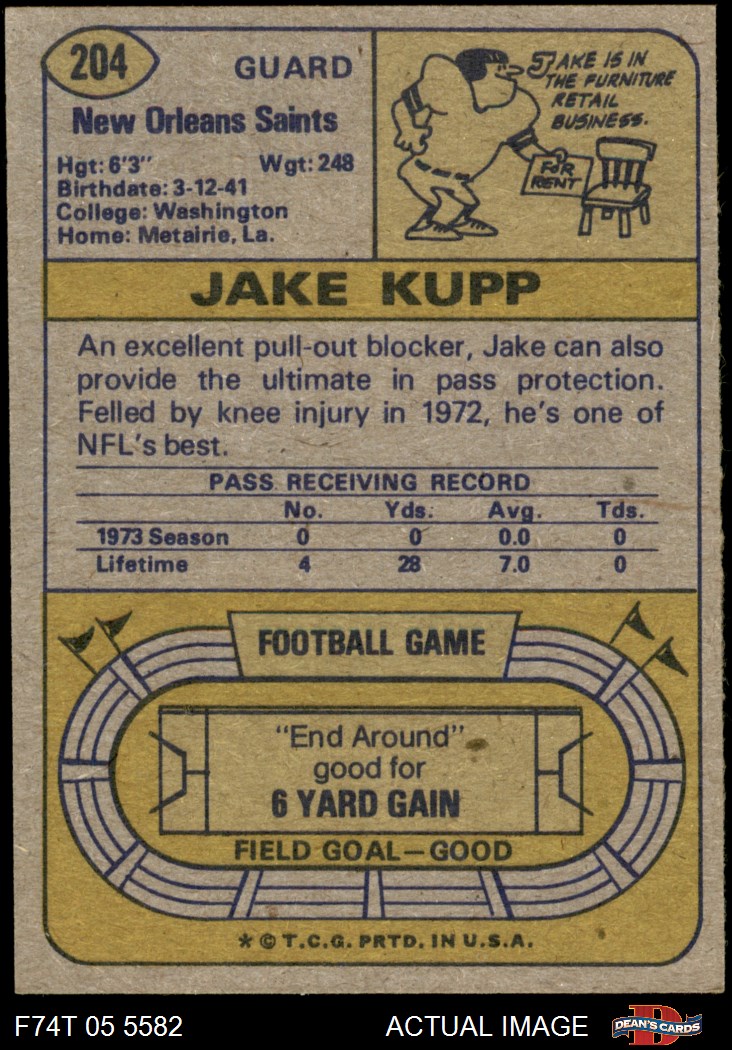 204
GUARD
New Orleans Saints
Hgt: 6'3" Wgt: 248
Birthdate: 3-12-41
College: Washington
Home: Metairie, La.
JAKE IS IN
THE FURNITURE
RETAIL
BUSINESS.
FOR
RENT
JAKE KUPP
An excellent pull-out blocker, Jake can also
provide the ultimate in pass protection.
Felled by knee injury in 1972, he's one of
NFL's best.
PASS RECEIVING RECORD
No. Yds. Avg. Tds.
1973 Season 0 0 0.0 0
Lifetime 4 28 7.0 0
FOOTBALL GAME
"End Around"
good for
6 YARD GAIN
FIELD GOAL—GOOD
* © T.C.G. PRTD. IN U.S.A.
F74T 05 5582 ACTUAL IMAGE DEAN'S CARDS